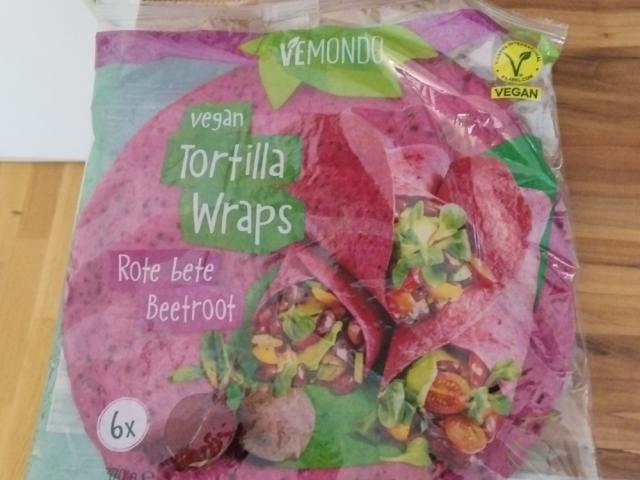 VEMONDO
VEGAN
vegan
Tortilla
Wraps
Rote bete
Beetroot
6x